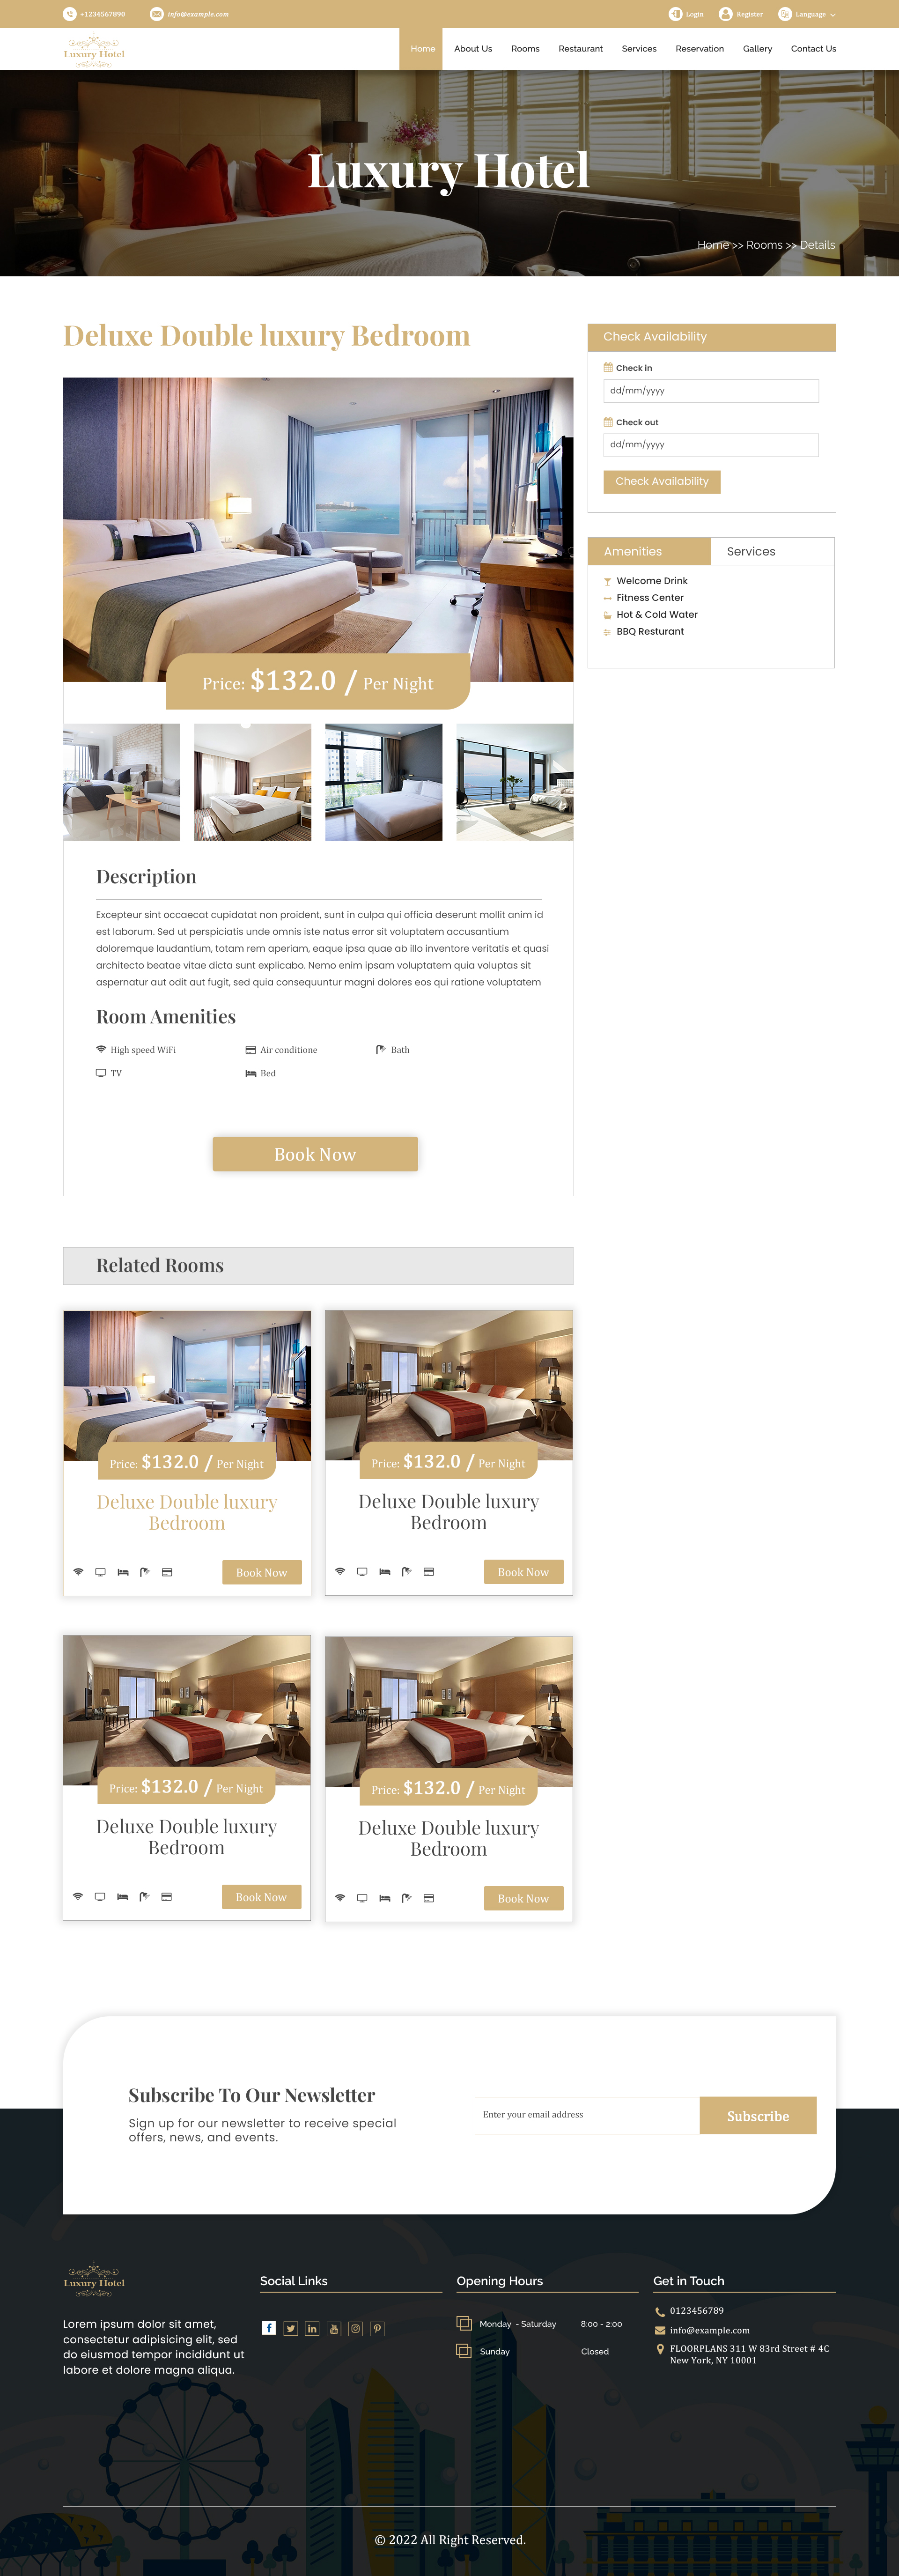 +1234567890
info@example.com
Login
Register
Language
Luxury Hotel
Home
About Us
Rooms
Restaurant
Services
Reservation
Gallery
Contact Us
Luxury Hotel
Home >> Rooms >> Details
Deluxe Double luxury Bedroom
Price: $132.0 / Per Night
Description
Excepteur sint occaecat cupidatat non proident, sunt in culpa qui officia deserunt mollit anim id
est laborum. Sed ut perspiciatis unde omnis iste natus error sit voluptatem accusantium
doloremque laudantium, totam rem aperiam, eaque ipsa quae ab illo inventore veritatis et quasi
architecto beatae vitae dicta sunt explicabo. Nemo enim ipsam voluptatem quia voluptas sit
aspernatur aut odit aut fugit, sed quia consequuntur magni dolores eos qui ratione voluptatem
Room Amenities
High speed WiFi
Air conditione
Bath
TV
Bed
Book Now
Check Availability
Check in
dd/mm/yyyy
Check out
dd/mm/yyyy
Check Availability
Amenities
Services
Welcome Drink
Fitness Center
Hot & Cold Water
BBQ Resturant
Related Rooms
Price: $132.0 / Per Night
Deluxe Double luxury
Bedroom
Book Now
Price: $132.0 / Per Night
Deluxe Double luxury
Bedroom
Book Now
Price: $132.0 / Per Night
Deluxe Double luxury
Bedroom
Book Now
Price: $132.0 / Per Night
Deluxe Double luxury
Bedroom
Book Now
Subscribe To Our Newsletter
Sign up for our newsletter to receive special
offers, news, and events.
Enter your email address
Subscribe
Luxury Hotel
Lorem ipsum dolor sit amet,
consectetur adipisicing elit, sed
do eiusmod tempor incididunt ut
labore et dolore magna aliqua.
Social Links
Opening Hours
Monday - Saturday
8:00 - 2:00
Sunday
Closed
Get in Touch
0123456789
info@example.com
FLOORPLANS 311 W 83rd Street # 4C
New York, NY 10001
© 2022 All Right Reserved.